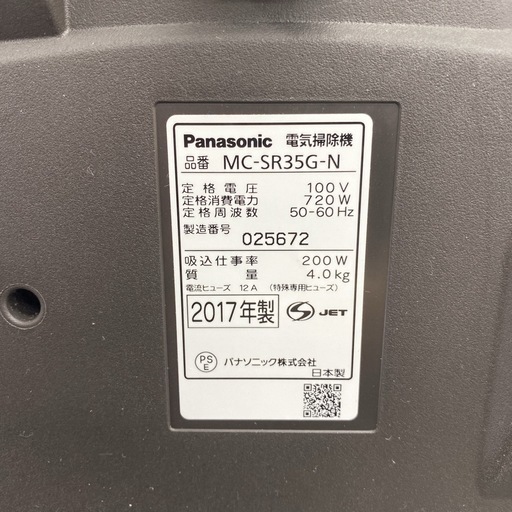 Panasonic 電気掃除機
品番 MC-SR35G-N
定格電圧 100V
定格消費電力 720W
定格周波数 50-60Hz
製造番号 025672
吸込仕事率 200W
質量 4.0kg
電流ヒューズ 12A (特殊専用ヒューズ)
2017年製 S JET
PSE パナソニック株式会社
日本製